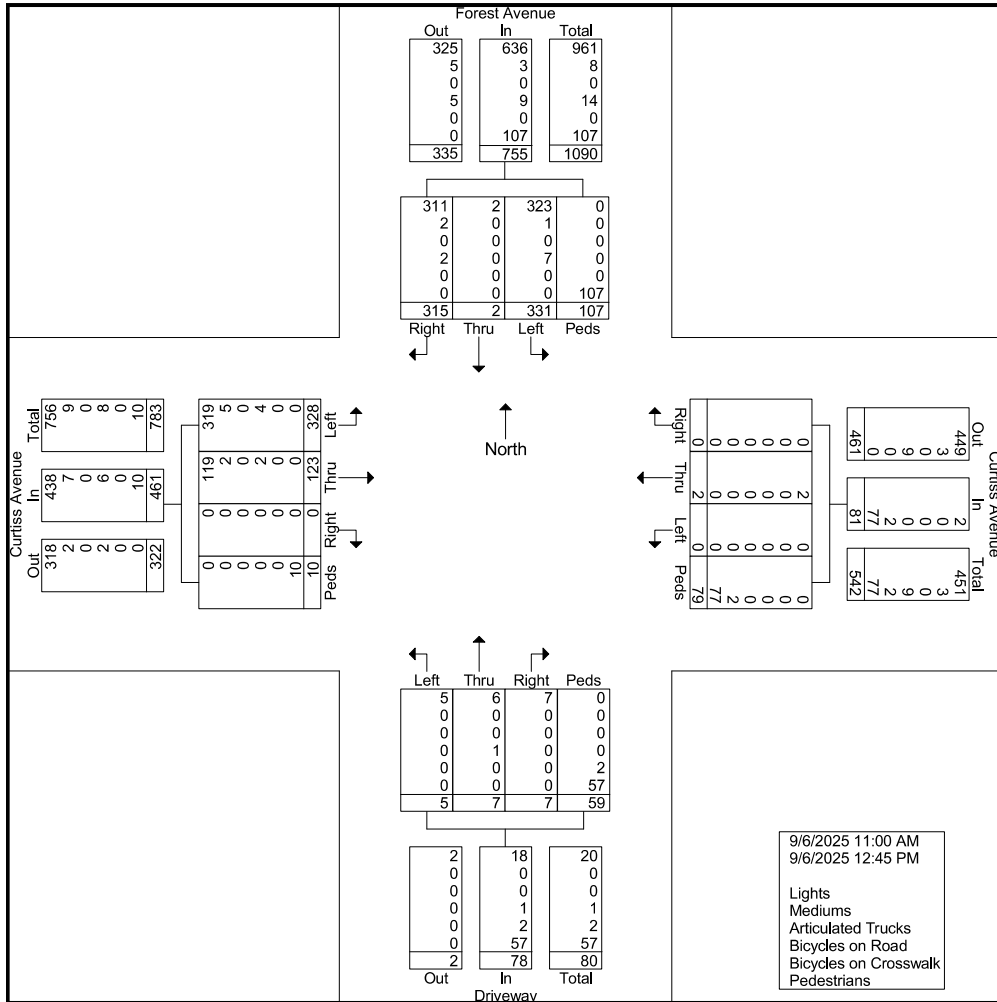 Forest Avenue
Out In Total
325 636 961
5 3 8
0 0 0
5 9 14
0 0 0
0 107 107
335 755 1090
311 2 323 0
2 0 1 0
0 0 0 0
2 0 7 0
0 0 0 0
0 0 0 107
315 2 331 107
Right Thru Left Peds
Curtiss Avenue
Total
756 9 0 8 0 10 783
In
438 7 0 6 0 10 461
Out
318 2 0 2 0 0 322
319 5 0 4 0 0 328
Left
119 2 0 2 0 0 123
Thru
0 0 0 0 0 0 0
Right
0 0 0 0 0 10 10
Peds
North
Right
0 0 0 0 0 0 0
Thru
2 0 0 0 0 0 2
Left
0 0 0 0 0 0 0
Peds
0 0 0 0 2 77 79
Curtiss Avenue
Out
449 3 0 9 0 0 461
In
2 0 0 0 2 77 81
Total
451 3 0 9 2 77 542
Left Thru Right Peds
5 6 7 0
0 0 0 0
0 0 0 0
0 1 0 0
0 0 0 2
0 0 0 57
5 7 7 59
2 18 20
0 0 0
0 0 0
0 1 1
0 2 2
0 57 57
2 78 80
Out In Total
Driveway
9/6/2025 11:00 AM
9/6/2025 12:45 PM
Lights
Mediums
Articulated Trucks
Bicycles on Road
Bicycles on Crosswalk
Pedestrians